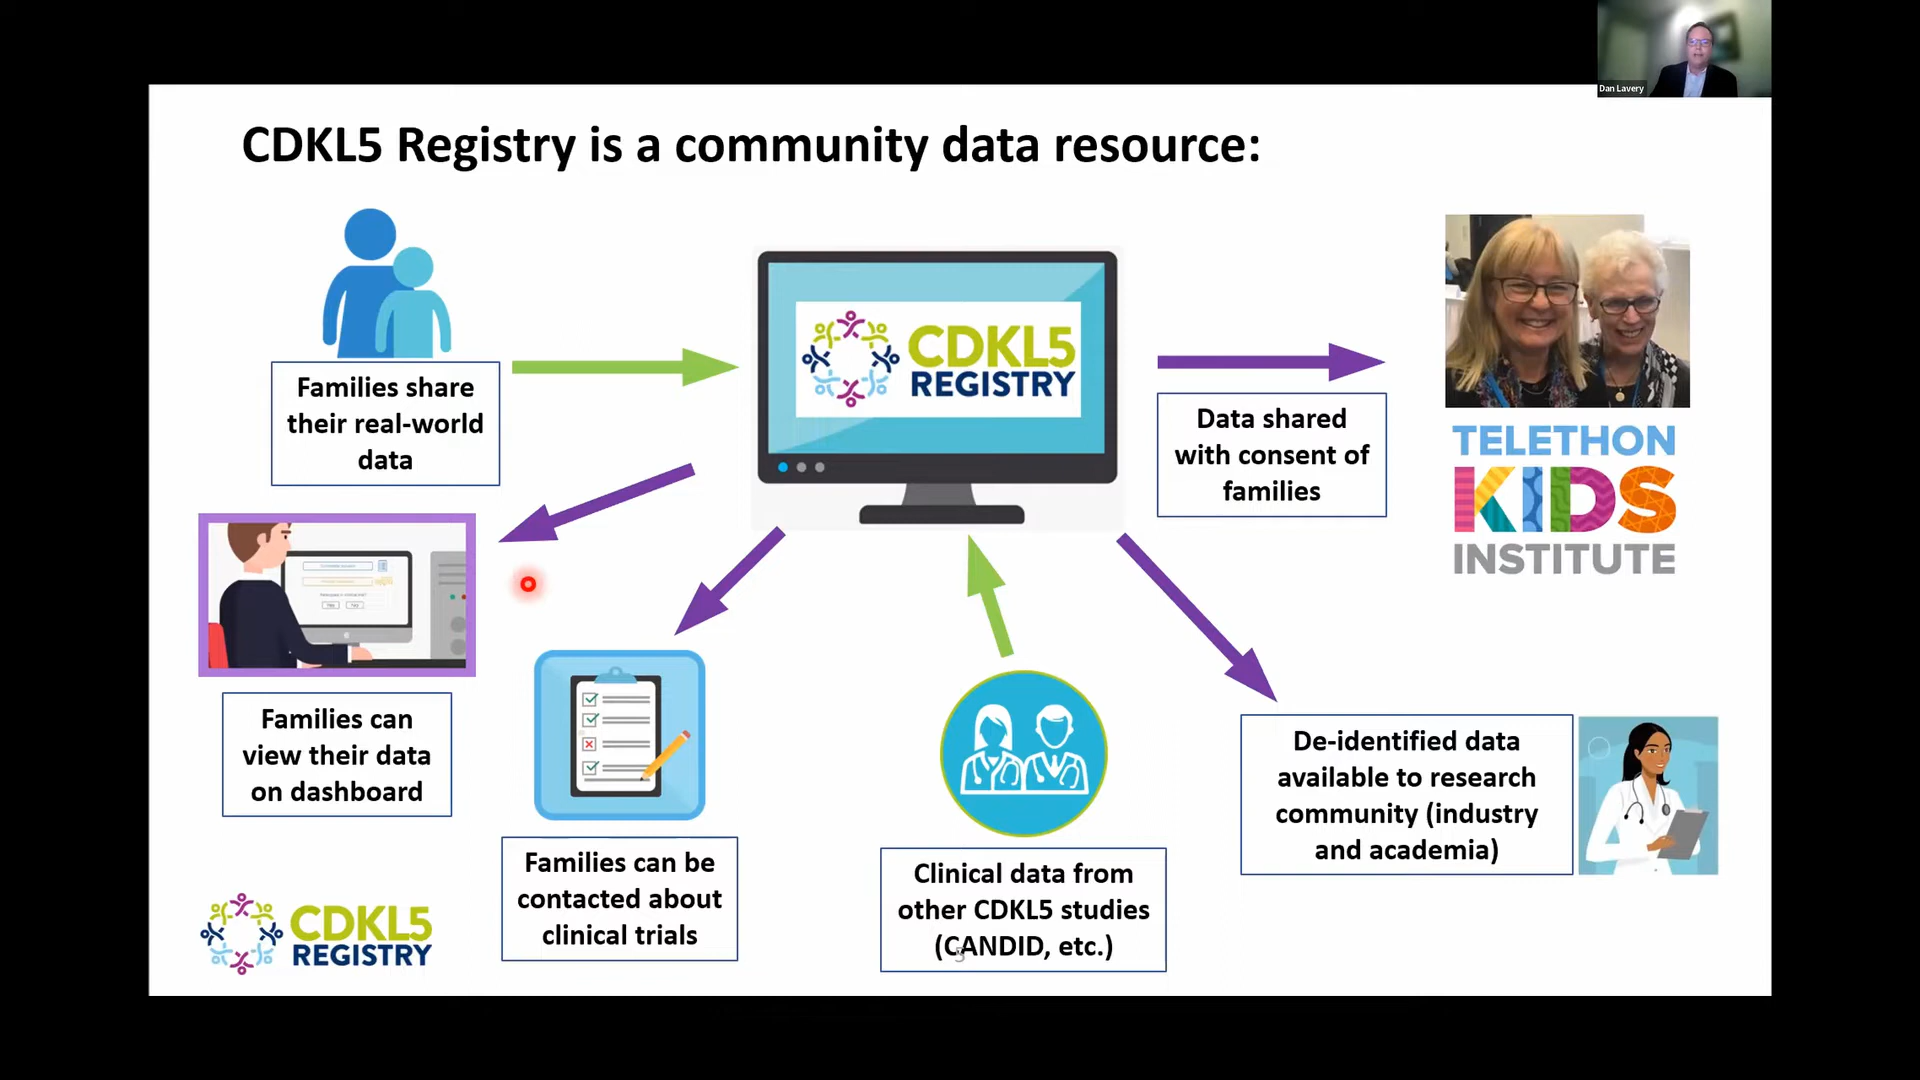 Dan Lavery
CDKL5 Registry is a community data resource:
Families share
their real-world
data
CDKL5
REGISTRY
Data shared
with consent of
families
TELETHON
KIDS
INSTITUTE
Families can
view their data
on dashboard
Families can be
contacted about
clinical trials
Clinical data from
other CDKL5 studies
(CANDID, etc.)
5
De-identified data
available to research
community (industry
and academia)
CDKL5
REGISTRY